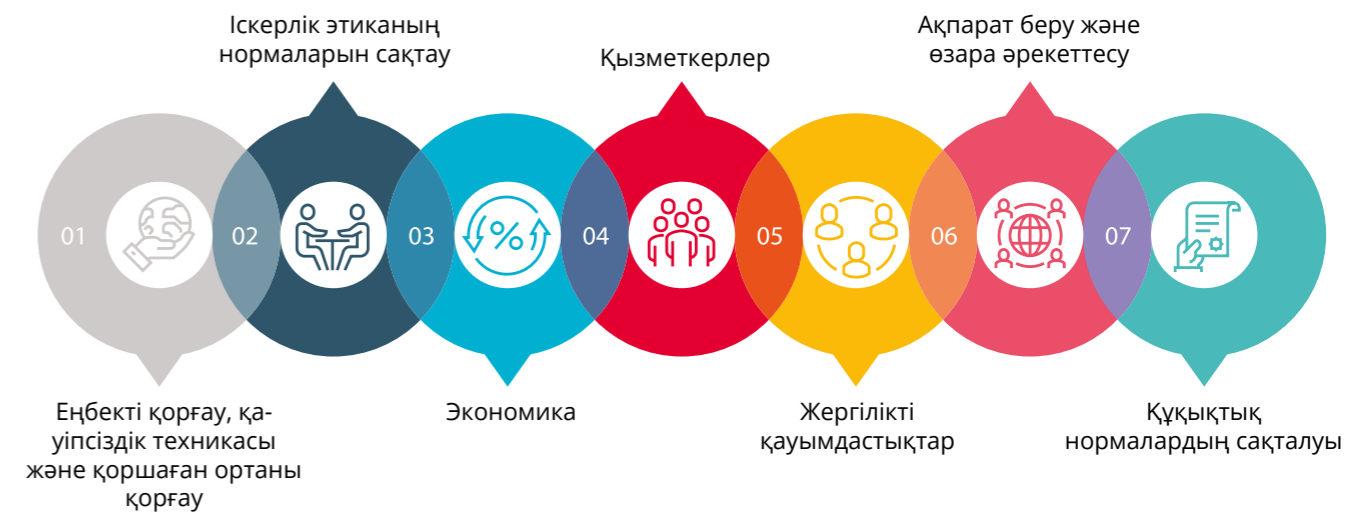 Іскерлік этиканың
нормаларын сақтау
Қызметкерлер
Ақпарат беру және
өзара әрекеттесу
01
02
03
%
04
05
06
07
Еңбекті қорғау, қа-
уіпсіздік техникасы
және қоршаған ортаны
қорғау
Экономика
Жергілікті
қауымдастықтар
Құқықтық
нормалардың сақталуы